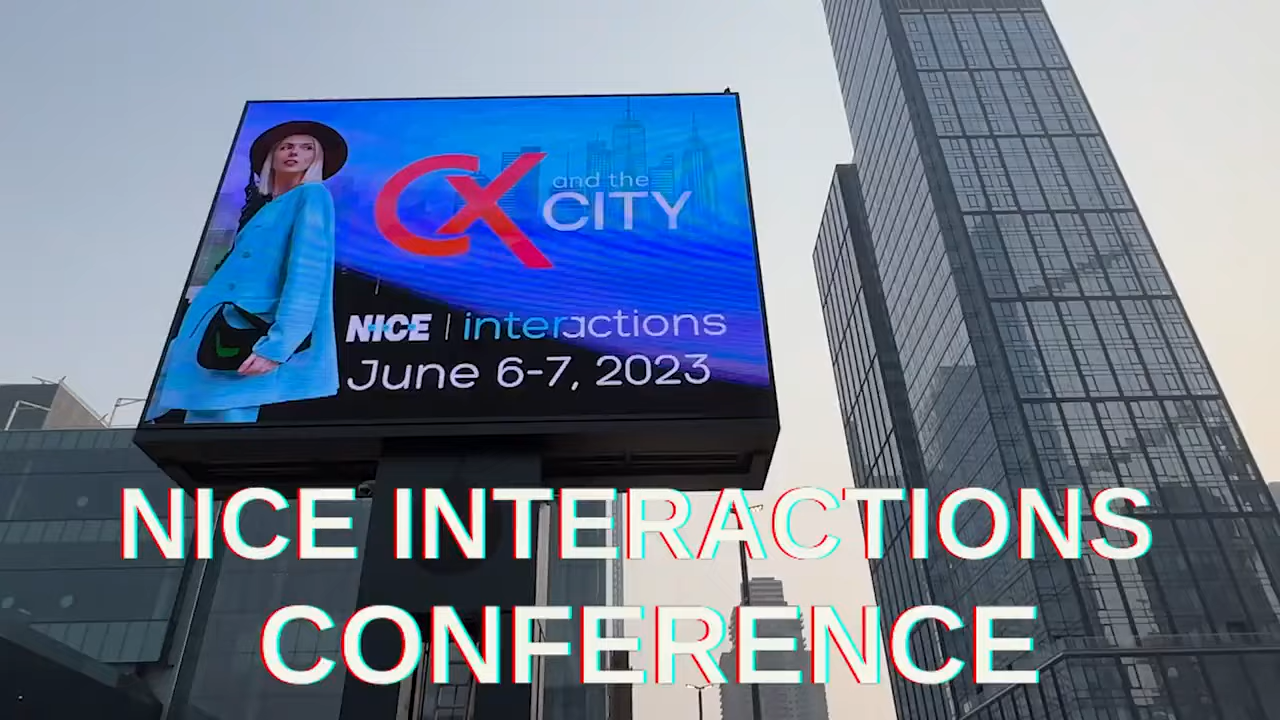 CX and the
CITY
NICE | interactions
June 6-7, 2023
NICE INTERACTIONS
CONFERENCE